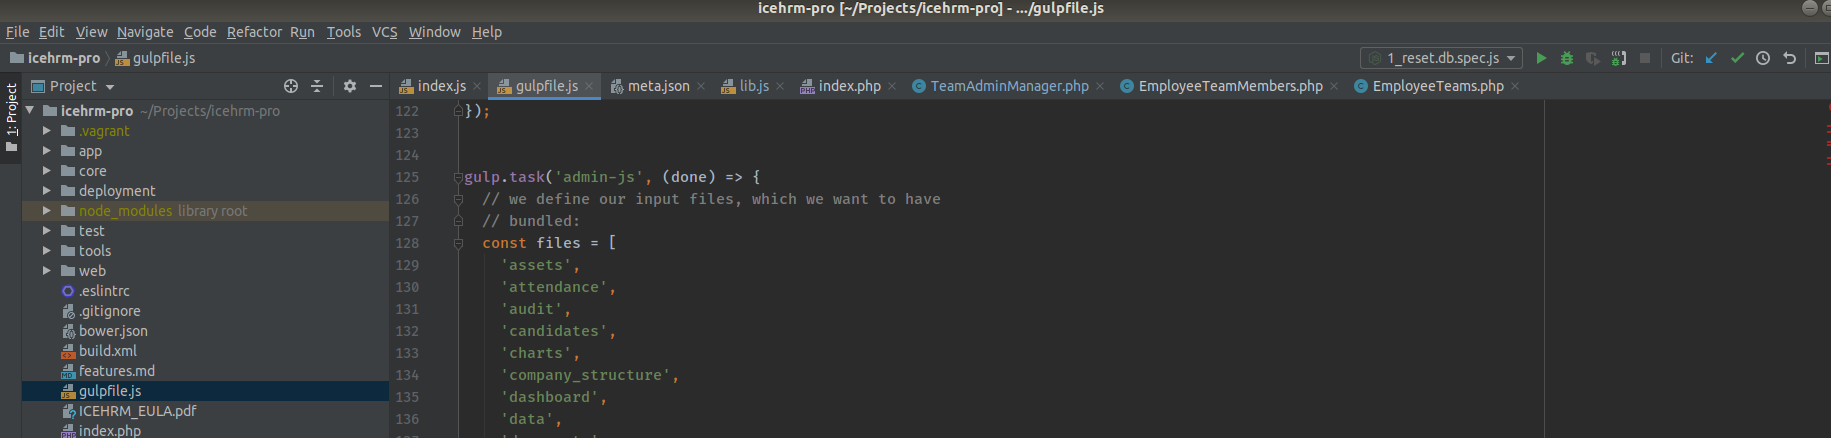 icehrm-pro [~/Projects/icehrm-pro] - .../gulpfile.js
File Edit View Navigate Code Refactor Run Tools VCS Window Help
icehrm-pro gulpfile.js 1_reset.db.spec.js Git:
1: Project
Project
index.js gulpfile.js meta.json lib.js index.php TeamAdminManager.php EmployeeTeamMembers.php EmployeeTeams.php
icehrm-pro ~/Projects/icehrm-pro
.vagrant
app
core
deployment
node_modules library root
test
tools
web
.eslintrc
.gitignore
bower.json
build.xml
features.md
gulpfile.js
ICEHRM_EULA.pdf
index.php
122 });
123
124
125 gulp.task('admin-js', (done) => {
126 // we define our input files, which we want to have
127 // bundled:
128 const files = [
129 'assets',
130 'attendance',
131 'audit',
132 'candidates',
133 'charts',
134 'company_structure',
135 'dashboard',
136 'data',